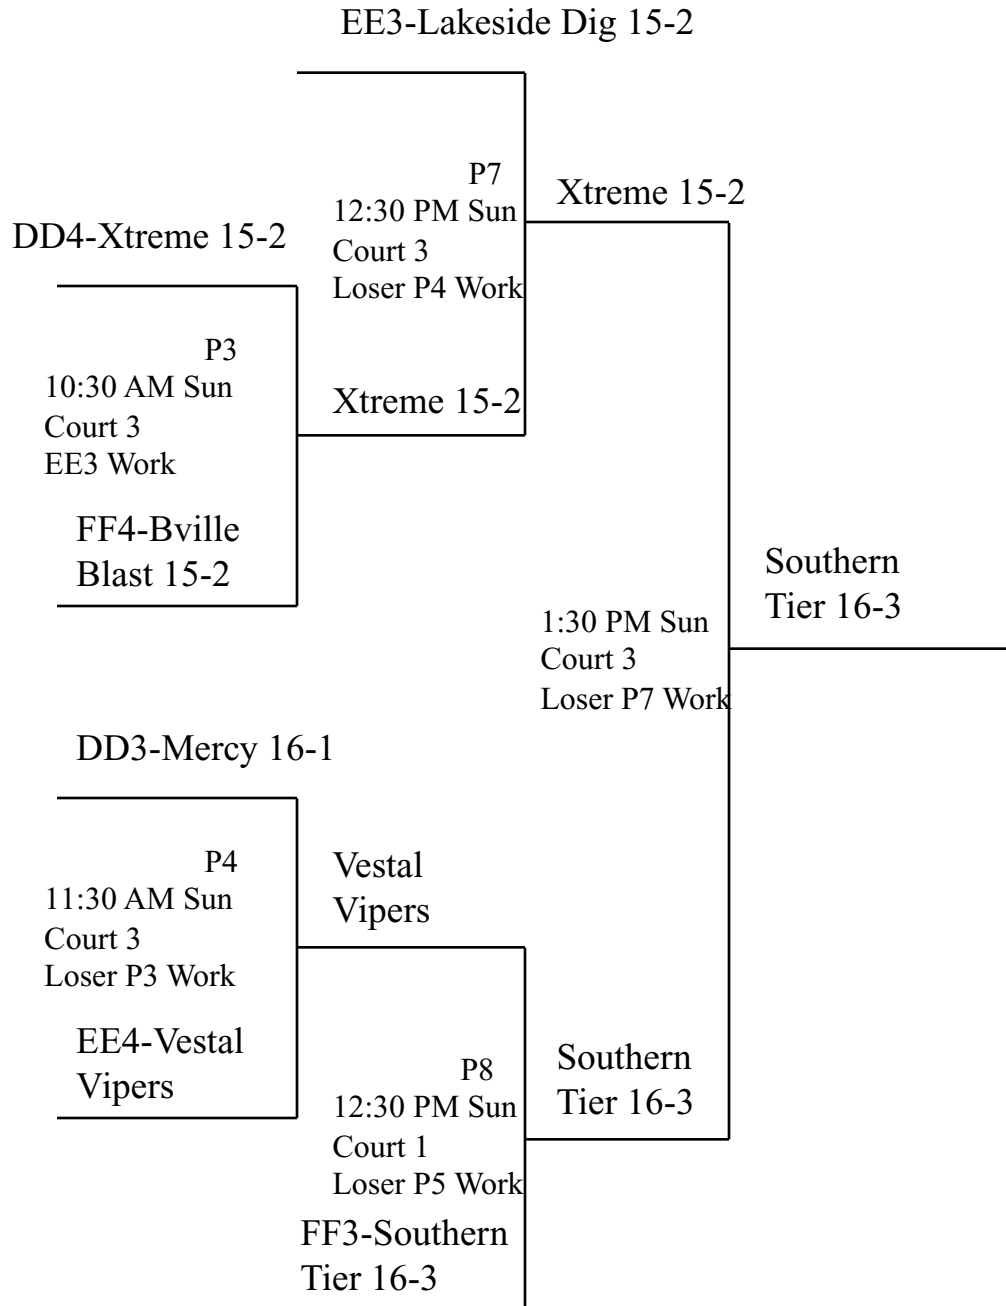 EE3-Lakeside Dig 15-2
P7
12:30 PM Sun
Court 3
Loser P4 Work
Xtreme 15-2
DD4-Xtreme 15-2
P3
10:30 AM Sun
Court 3
EE3 Work
Xtreme 15-2
FF4-Bville
Blast 15-2
Southern
Tier 16-3
1:30 PM Sun
Court 3
Loser P7 Work
DD3-Mercy 16-1
P4
11:30 AM Sun
Court 3
Loser P3 Work
Vestal
Vipers
EE4-Vestal
Vipers
P8
12:30 PM Sun
Court 1
Loser P5 Work
Southern
Tier 16-3
FF3-Southern
Tier 16-3